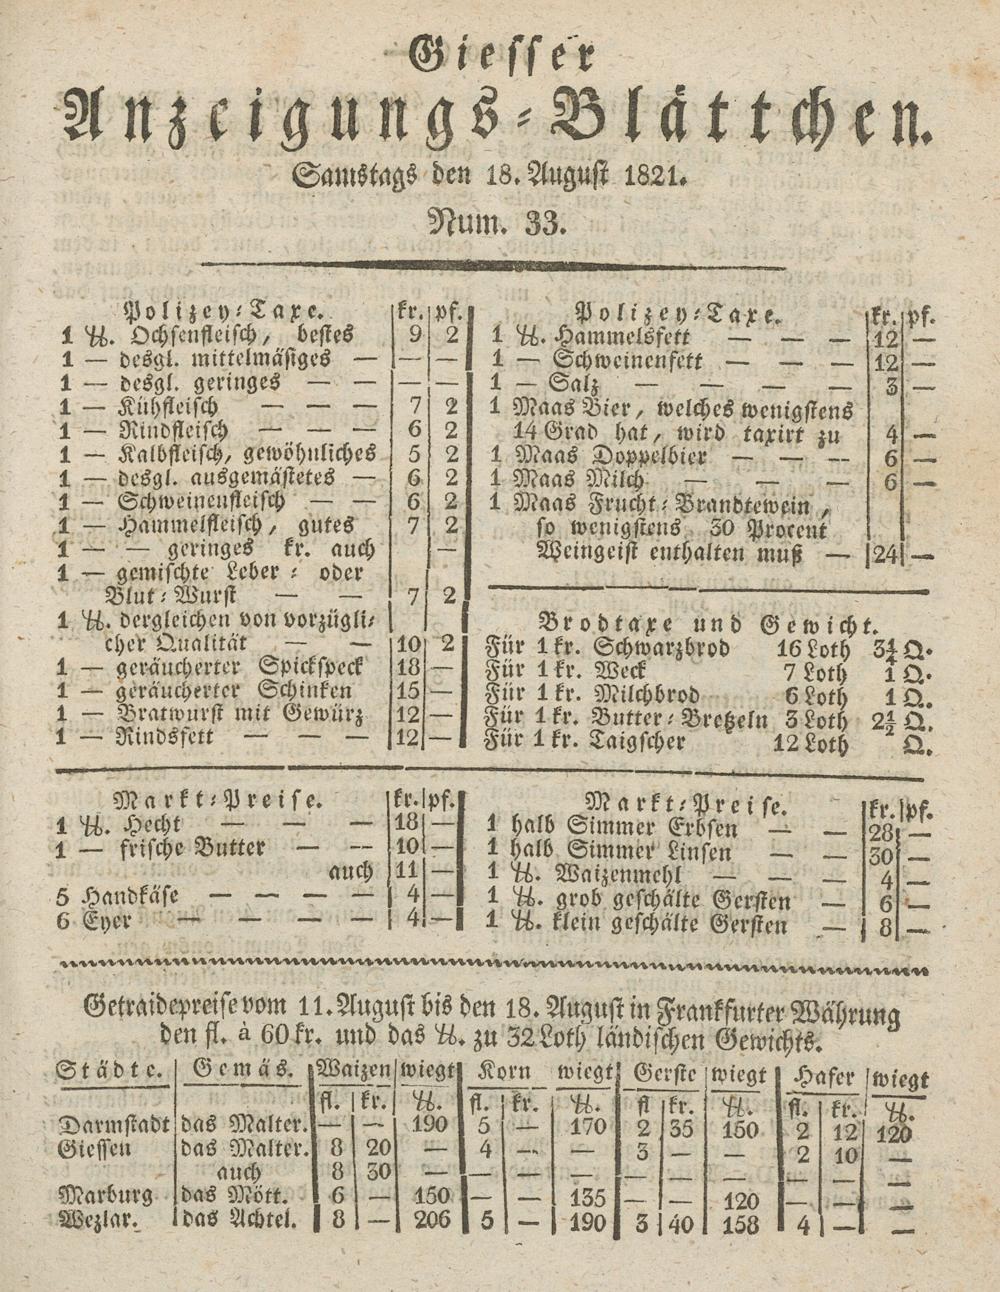 Giesser
Anzeigungs-Blättchen.
Samstags den 18. August 1821.
Num. 33.
Polizey-Taxe. kr. pf.
1 ℔. Ochsenfleisch, bestes 9 2
1 — desgl. mittelmäsiges — — —
1 — desgl. geringes — — — —
1 — Kühfleisch — — — 7 2
1 — Rindfleisch — — — 6 2
1 — Kalbfleisch, gewöhnliches 5 2
1 — desgl. ausgemästetes — 6 2
1 — Schweinenfleisch — — 6 2
1 — Hammelfleisch, gutes 7 2
1 — — geringes kr. auch —
1 — gemischte Leber- oder
Blut-Wurst — — 7 2
1 ℔. dergleichen von vorzügli-
cher Qualität — — 10 2
1 — geräucherter Spickspeck 18 —
1 — geräucherter Schinken 15 —
1 — Bratwurst mit Gewürz 12 —
1 — Rindsfett — — — 12 —
Polizey-Taxe. kr. pf.
1 ℔. Hammelsfett — — — 12 —
1 — Schweinenfett — — — 12 —
1 — Salz — — — — 3 —
1 Maas Bier, welches wenigstens
14 Grad hat, wird taxirt zu 4 —
1 Maas Doppelbier — — — 6 —
1 Maas Milch — — — 6 —
1 Maas Frucht-Brandtewein,
so wenigstens 30 Procent
Weingeist enthalten muß — 24 —
Brodtaxe und Gewicht.
Für 1 kr. Schwarzbrod 16 Loth 3¼ Q.
Für 1 kr. Weck 7 Loth 1 Q.
Für 1 kr. Milchbrod 6 Loth 1 Q.
Für 1 kr. Butter-Bretzeln 3 Loth 2½ Q.
Für 1 kr. Taigscher 12 Loth Q.
Markt-Preise. kr. pf.
1 ℔. Hecht — — — 18 —
1 — frische Butter — — 10 —
auch 11 —
5 Handkäse — — — — 4 —
6 Eyer — — — — 4 —
Markt-Preise. kr. pf.
1 halb Simmer Erbsen — — 28 —
1 halb Simmer Linsen — — 30 —
1 ℔. Waizenmehl — — — 4 —
1 ℔. grob geschälte Gersten — 6 —
1 ℔. klein geschälte Gersten — 8 —
Getraidepreise vom 11. August bis den 18. August in Frankfurter Währung
den fl. à 60 kr. und das ℔. zu 32 Loth ländischen Gewichts.
Städte. Gemäs. Waizen wiegt Korn wiegt Gerste wiegt Hafer wiegt
fl. kr. ℔. fl. kr. ℔. fl kr. ℔. fl. kr. ℔.
Darmstadt das Malter. — — 190 5 — 170 2 35 150 2 12 120
Giessen das Malter. 8 20 — 4 — — 3 — — 2 10 —
auch 8 30 — — — — — — — — — —
Marburg das Mött. 6 — 150 — — 135 — — 120 — — —
Wezlar. das Achtel. 8 — 206 5 — 190 3 40 158 4 — —